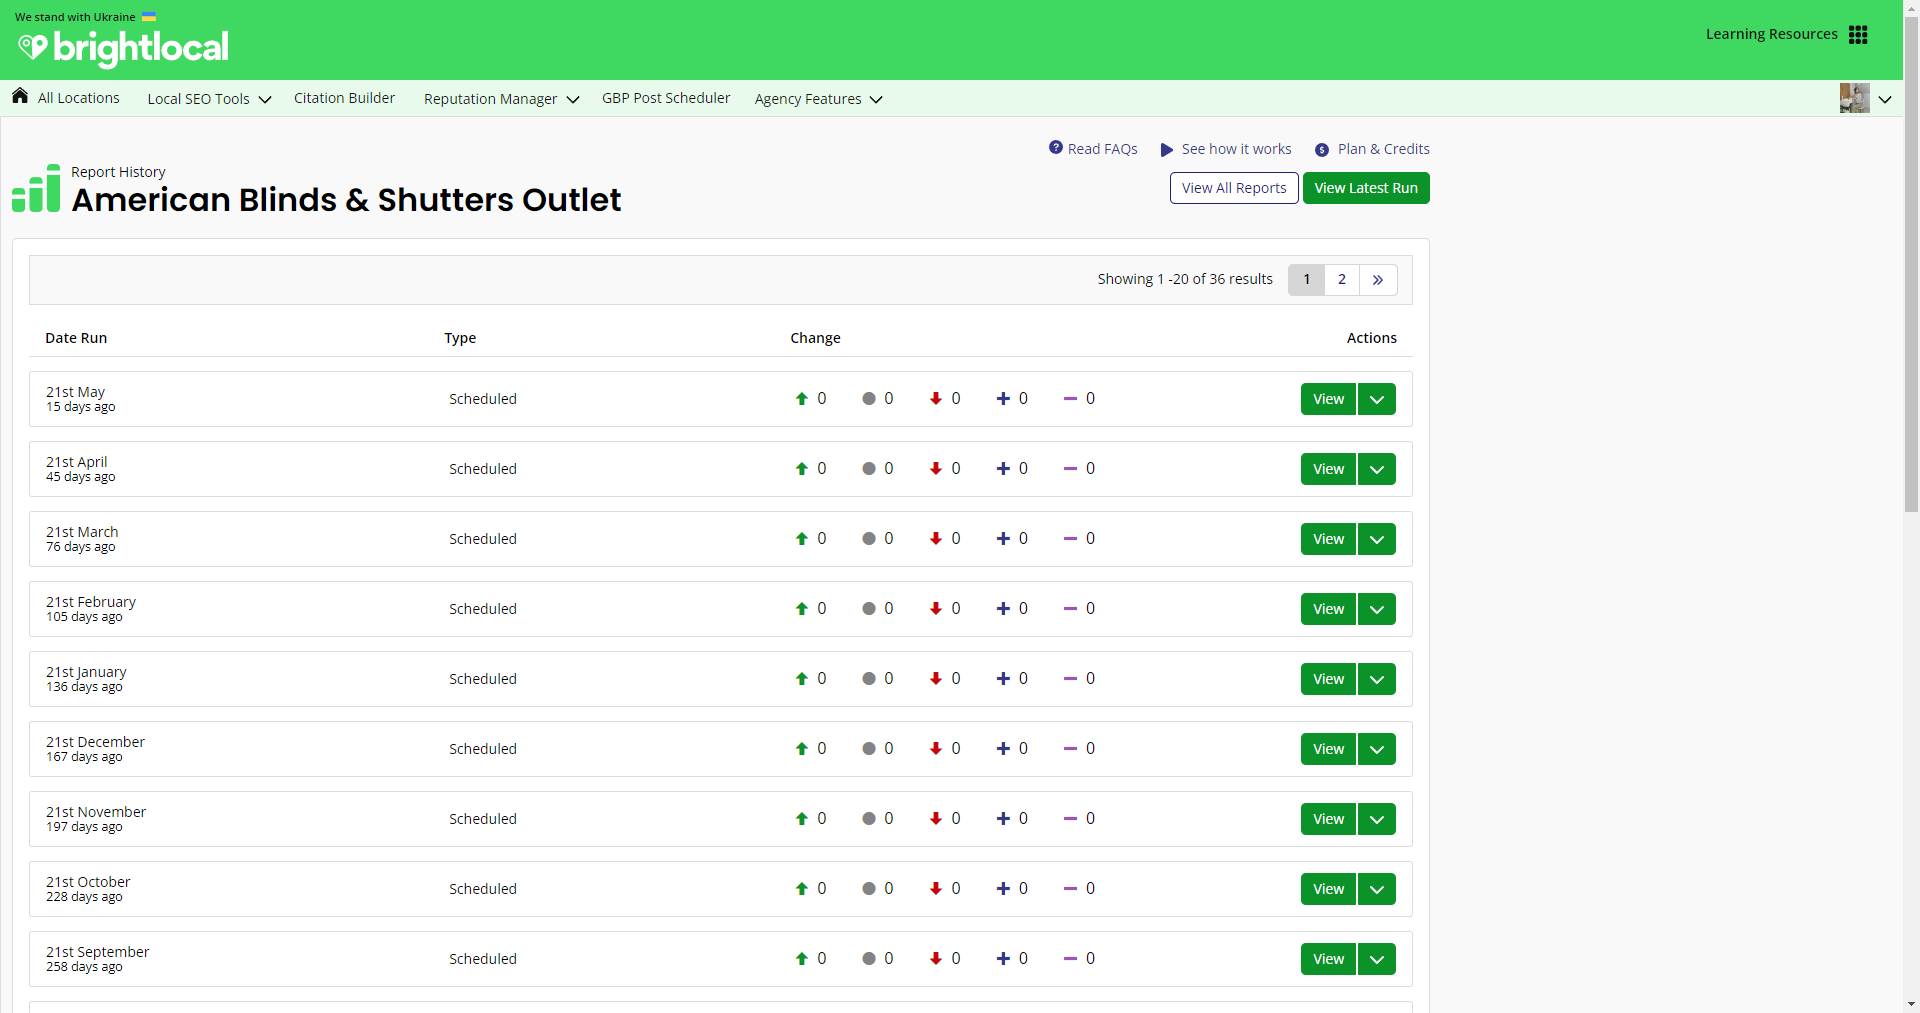 We stand with Ukraine
brightlocal
Learning Resources
All Locations Local SEO Tools Citation Builder Reputation Manager GBP Post Scheduler Agency Features
Read FAQs See how it works Plan & Credits
Report History
American Blinds & Shutters Outlet
View All Reports View Latest Run
Showing 1 -20 of 36 results 1 2 »
Date Run Type Change Actions
21st May
15 days ago
Scheduled 0 0 0 0 0 View
21st April
45 days ago
Scheduled 0 0 0 0 0 View
21st March
76 days ago
Scheduled 0 0 0 0 0 View
21st February
105 days ago
Scheduled 0 0 0 0 0 View
21st January
136 days ago
Scheduled 0 0 0 0 0 View
21st December
167 days ago
Scheduled 0 0 0 0 0 View
21st November
197 days ago
Scheduled 0 0 0 0 0 View
21st October
228 days ago
Scheduled 0 0 0 0 0 View
21st September
258 days ago
Scheduled 0 0 0 0 0 View